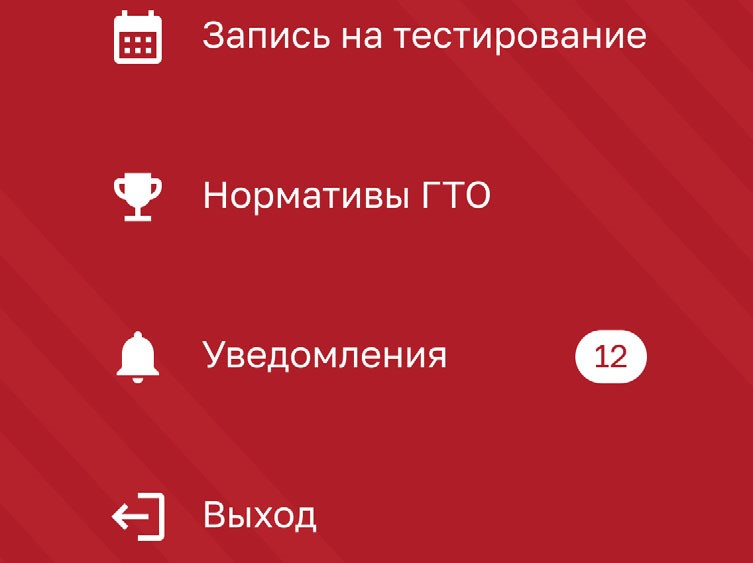 Запись на тестирование
Нормативы ГТО
Уведомления 12
Выход